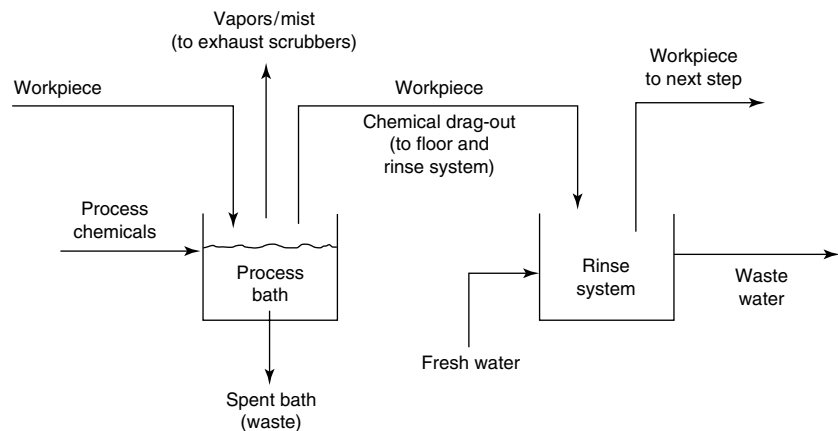 Vapors/mist
(to exhaust scrubbers)
Workpiece
to next step
Workpiece
Workpiece
Chemical drag-out
(to floor and
rinse system)
Process
chemicals
Process
bath
Rinse
system
Waste
water
Fresh water
Spent bath
(waste)